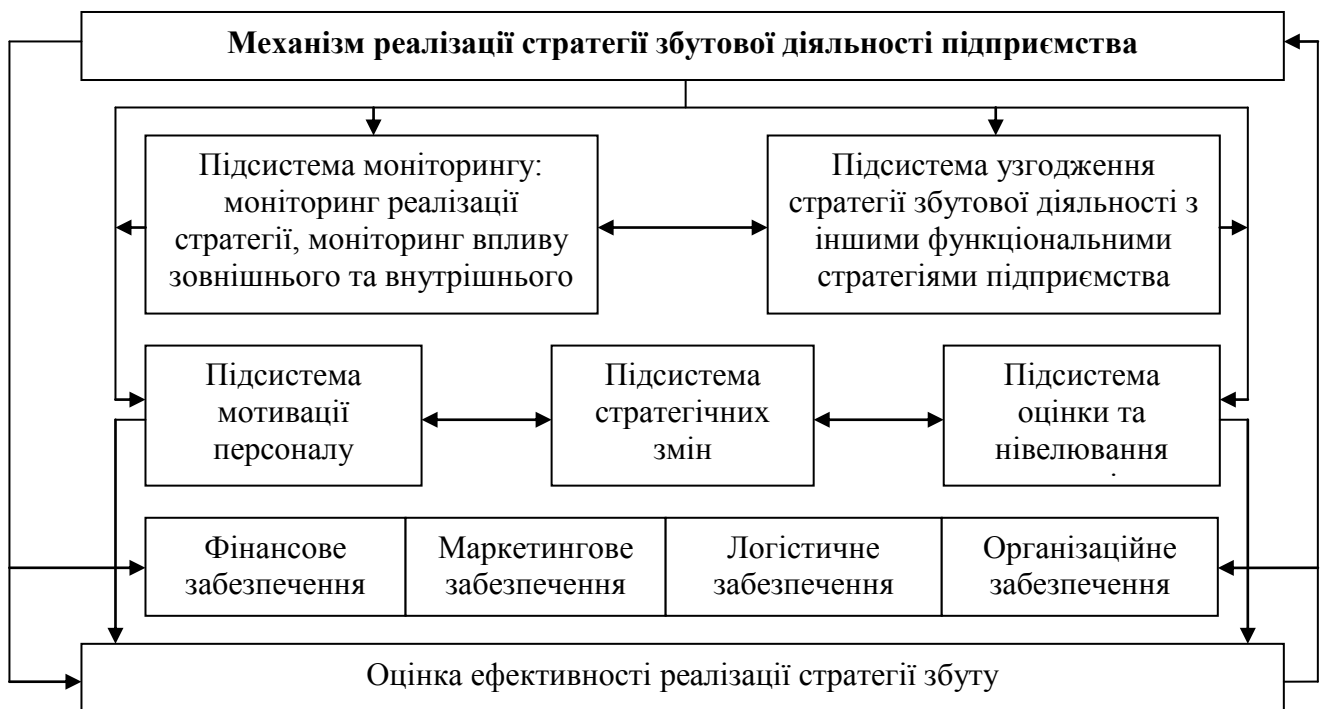 Механізм реалізації стратегії збутової діяльності підприємства
Підсистема моніторингу:
моніторинг реалізації
стратегії, моніторинг впливу
зовнішнього та внутрішнього
Підсистема узгодження
стратегії збутової діяльності з
іншими функціональними
стратегіями підприємства
Підсистема
мотивації
персоналу
Підсистема
стратегічних
змін
Підсистема
оцінки та
нівелювання
Фінансове
забезпечення
Маркетингове
забезпечення
Логістичне
забезпечення
Організаційне
забезпечення
Оцінка ефективності реалізації стратегії збуту